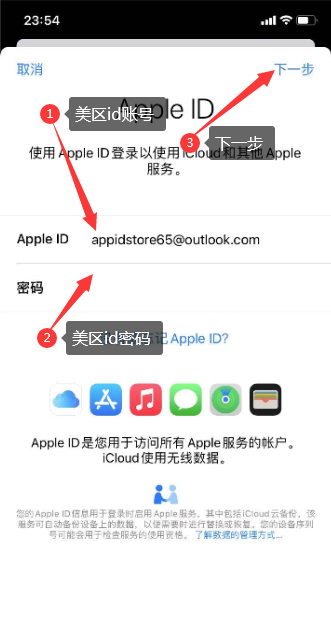 23:54
取消
下一步
Apple ID
1
美区id账号
3
下一步
使用 Apple ID 登录以使用 iCloud 和其他 Apple
服务。
Apple ID
appidstore65@outlook.com
密码
2
美区id密码
记 Apple ID?
Apple ID 是您用于访问所有 Apple 服务的帐户。
iCloud 使用无线数据。
您的 Apple ID 信息用于登录时启用 Apple 服务,其中包括 iCloud 云备份,该
服务可自动备份设备上的数据,以便需要时进行替换或恢复。您的设备序列
号可能会用于检查服务的使用资格。了解数据的管理方式...